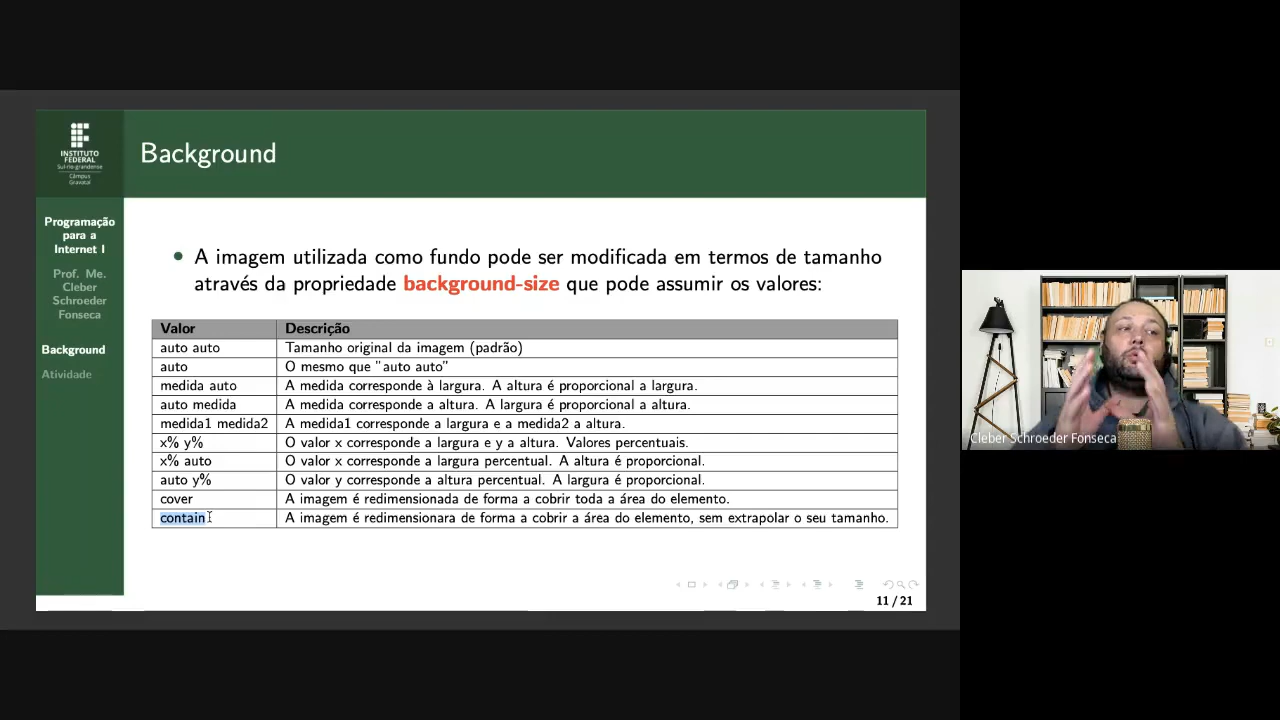 INSTITUTO
FEDERAL
Sul-rio-grandense
Câmpus
Gravataí
Background
Programação
para a
Internet I
Prof. Me.
Cleber
Schroeder
Fonseca
Background
Atividade
• A imagem utilizada como fundo pode ser modificada em termos de tamanho
através da propriedade background-size que pode assumir os valores:
Valor Descrição
auto auto Tamanho original da imagem (padrão)
auto O mesmo que "auto auto"
medida auto A medida corresponde à largura. A altura é proporcional a largura.
auto medida A medida corresponde a altura. A largura é proporcional a altura.
medida1 medida2 A medida1 corresponde a largura e a medida2 a altura.
x% y% O valor x corresponde a largura e y a altura. Valores percentuais.
x% auto O valor x corresponde a largura percentual. A altura é proporcional.
auto y% O valor y corresponde a altura percentual. A largura é proporcional.
cover A imagem é redimensionada de forma a cobrir toda a área do elemento.
contain A imagem é redimensionara de forma a cobrir a área do elemento, sem extrapolar o seu tamanho.
11 / 21
Cleber Schroeder Fonseca